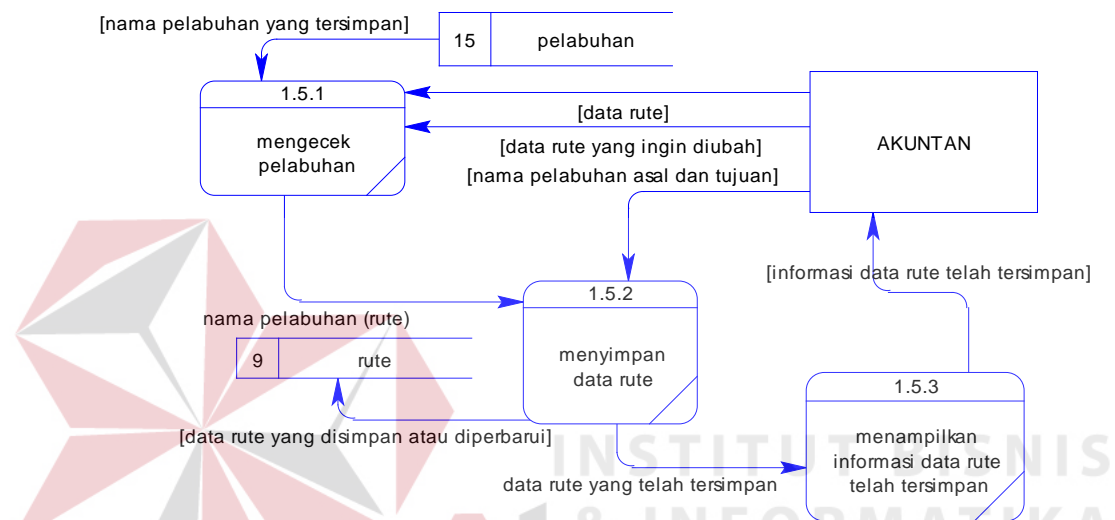 [nama pelabuhan yang tersimpan]
15 pelabuhan
1.5.1
mengecek
pelabuhan
[data rute]
[data rute yang ingin diubah]
[nama pelabuhan asal dan tujuan]
AKUNTAN
[informasi data rute telah tersimpan]
1.5.2
menyimpan
data rute
nama pelabuhan (rute)
9 rute
[data rute yang disimpan atau diperbarui]
data rute yang telah tersimpan
1.5.3
menampilkan
informasi data rute
telah tersimpan
INSTITUT BISNIS
& INFORMATIKA